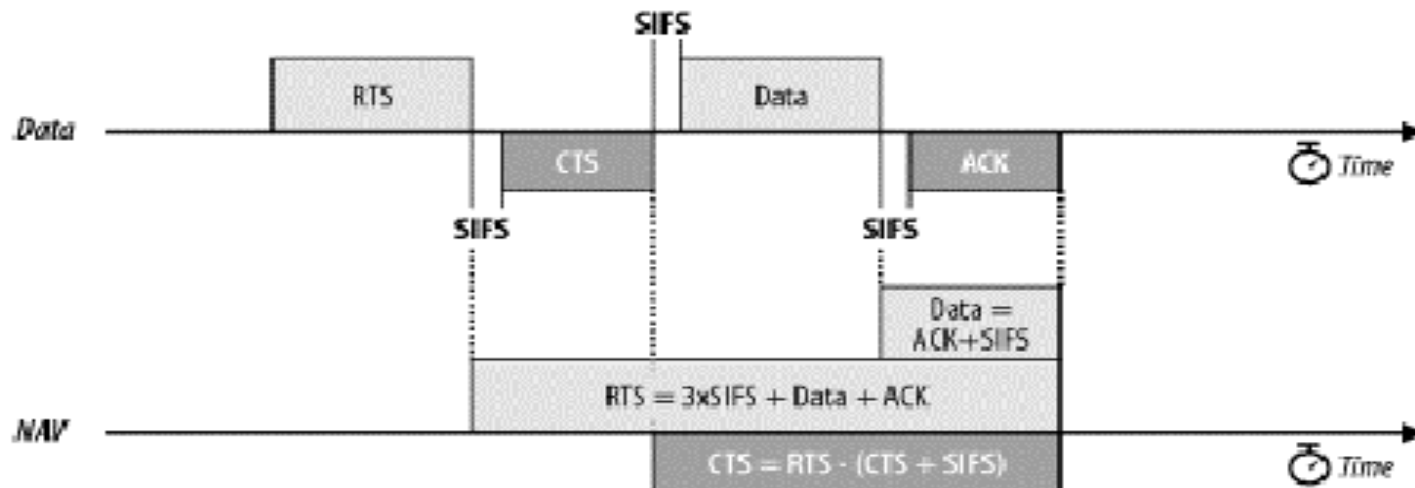 SIFS
RTS
Data
Data
CTS
ACK
Time
SIFS
SIFS
Data =
ACK+SIFS
RTS = 3xSIFS + Data + ACK
NAV
CTS = RTS - (CTS + SIFS)
Time